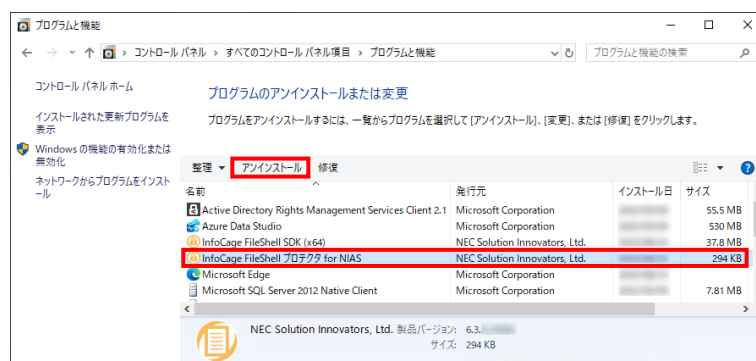 プログラムと機能
コントロール パネル › すべてのコントロール パネル項目 › プログラムと機能
プログラムと機能の検索
コントロール パネル ホーム
インストールされた更新プログラムを
表示
Windows の機能の有効化または
無効化
ネットワークからプログラムをインスト
ール
プログラムのアンインストールまたは変更
プログラムをアンインストールするには、一覧からプログラムを選択して [アンインストール]、[変更]、または [修復] をクリックします。
整理 アンインストール 修復
名前 発行元 インストール日 サイズ
Active Directory Rights Management Services Client 2.1 Microsoft Corporation 55.5 MB
Azure Data Studio Microsoft Corporation 530 MB
InfoCage FileShell SDK (x64) NEC Solution Innovators, Ltd. 37.8 MB
InfoCage FileShell プロテクタ for NIAS NEC Solution Innovators, Ltd. 294 KB
Microsoft Edge Microsoft Corporation
Microsoft SQL Server 2012 Native Client Microsoft Corporation 7.81 MB
NEC Solution Innovators, Ltd. 製品バージョン: 6.3.
サイズ: 294 KB